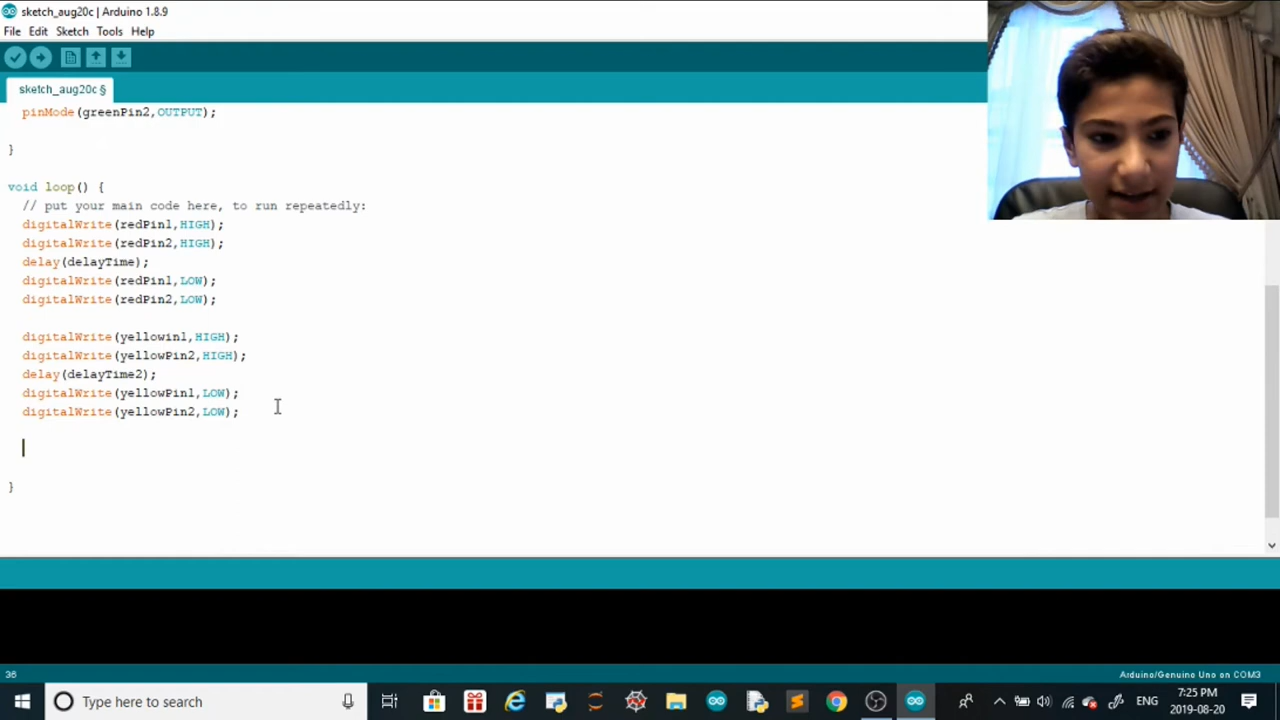 sketch_aug20c | Arduino 1.8.9
File Edit Sketch Tools Help
sketch_aug20c §
pinMode(greenPin2,OUTPUT);
}
void loop() {
// put your main code here, to run repeatedly:
digitalWrite(redPin1,HIGH);
digitalWrite(redPin2,HIGH);
delay(delayTime);
digitalWrite(redPin1,LOW);
digitalWrite(redPin2,LOW);
digitalWrite(yellowin1,HIGH);
digitalWrite(yellowPin2,HIGH);
delay(delayTime2);
digitalWrite(yellowPin1,LOW);
digitalWrite(yellowPin2,LOW);
}
36
Arduino/Genuino Uno on COM3
Type here to search
ENG
7:25 PM
2019-08-20